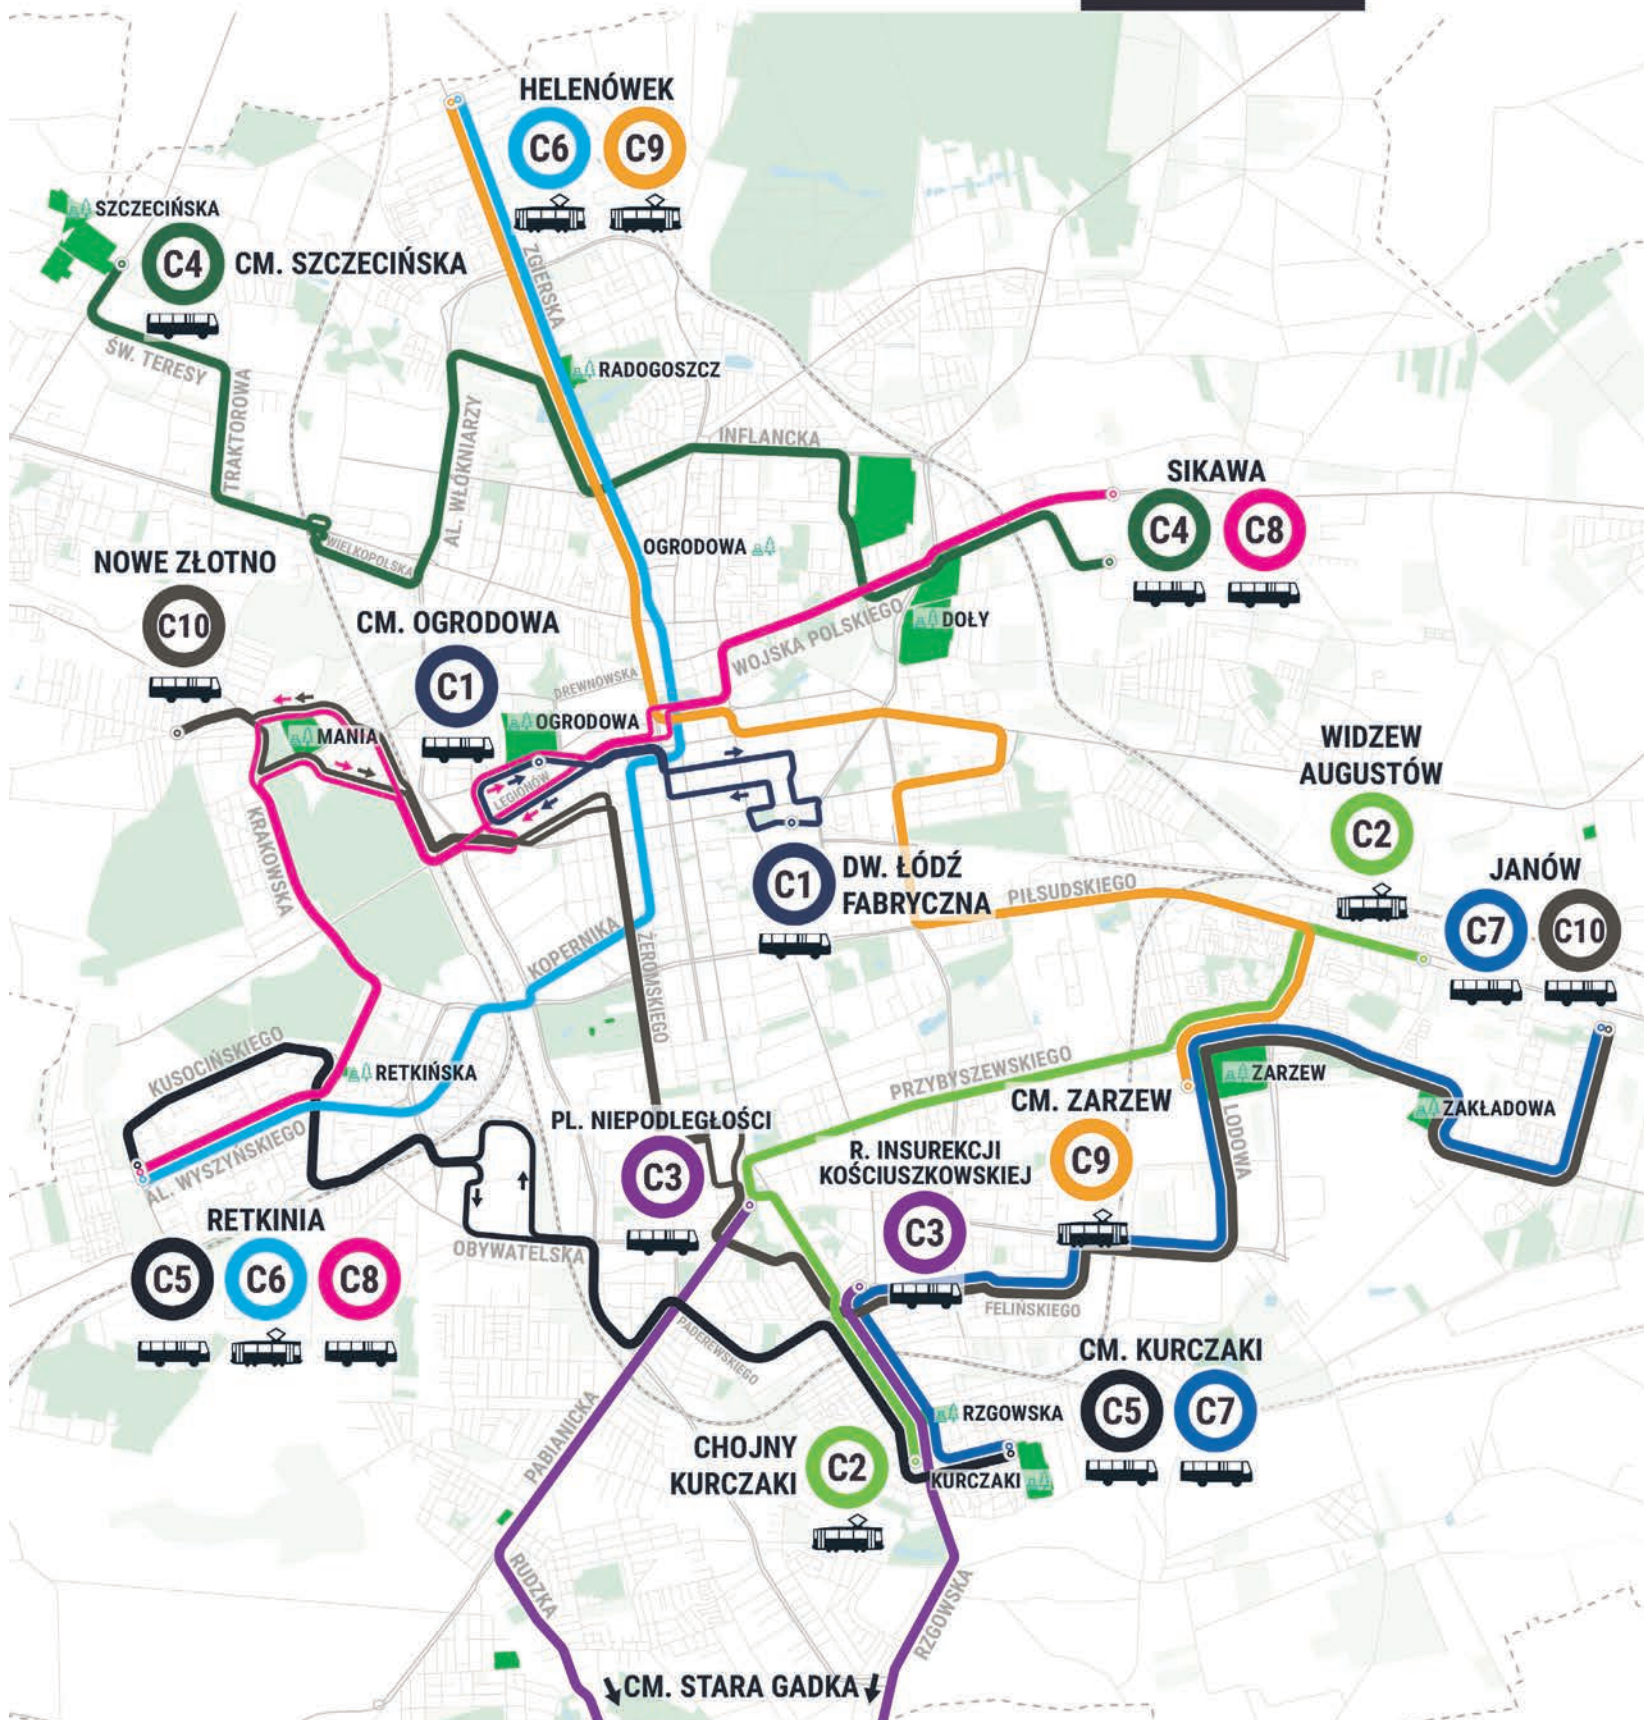 HELENÓWEK
C6
C9
SZCZECIŃSKA
C4
CM. SZCZECIŃSKA
ZGIERSKA
ŚW. TERESY
TRAKTOROWA
RADOGOSZCZ
AL. WŁÓKNIARZY
INFLANCKA
SIKAWA
C4
C8
WIELKOPOLSKA
OGRODOWA
NOWE ZŁOTNO
C10
CM. OGRODOWA
C1
DOŁY
WOJSKA POLSKIEGO
DREWNOWSKA
OGRODOWA
MANIA
LEGIONÓW
WIDZEW
AUGUSTÓW
C2
KRAKOWSKA
C1
DW. ŁÓDŹ
FABRYCZNA
PIŁSUDSKIEGO
JANÓW
C7
C10
KOPERNIKA
ŻEROMSKIEGO
KUSOCIŃSKIEGO
RETKIŃSKA
PRZYBYSZEWSKIEGO
ZARZEW
ZAKŁADOWA
LODOWA
CM. ZARZEW
C9
PL. NIEPODLEGŁOŚCI
C3
R. INSUREKCJI
KOŚCIUSZKOWSKIEJ
C3
AL. WYSZYŃSKIEGO
RETKINIA
C5
C6
C8
OBYWATELSKA
FELIŃSKIEGO
PADEREWSKIEGO
CM. KURCZAKI
C5
C7
PABIANICKA
RZGOWSKA
CHOJNY
KURCZAKI
C2
KURCZAKI
RUDZKA
RZGOWSKA
CM. STARA GADKA